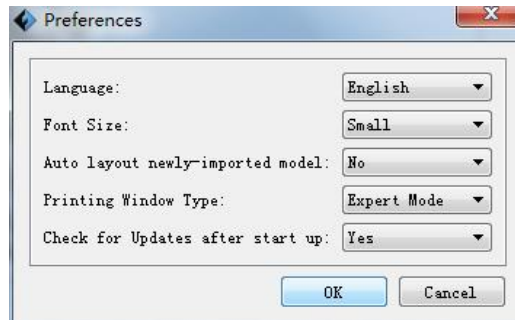 Preferences
Language: English
Font Size: Small
Auto layout newly-imported model: No
Printing Window Type: Expert Mode
Check for Updates after start up: Yes
OK Cancel